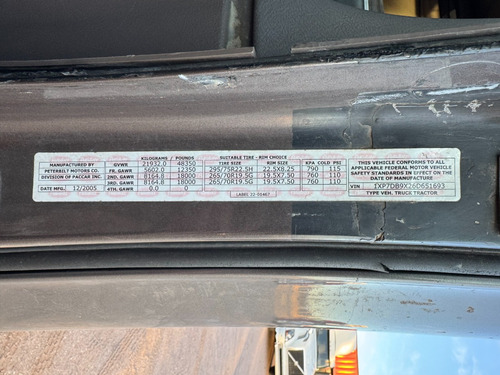 MANUFACTURED BY
PETERBILT MOTORS CO.
DIVISION OF PACCAR INC.
DATE MFG. 12/2005
KILOGRAMS / POUNDS
GVWR 21932.0 48350
FR. GAWR 5602.0 12350
2ND. GAWR 8164.8 18000
3RD. GAWR 8164.8 18000
4TH. GAWR 0.0 0
SUITABLE TIRE - RIM CHOICE
TIRE SIZE RIM SIZE KPA COLD PSI
295/75R22.5H 22.5X8.25 790 115
265/70R19.5G 19.5X7.50 760 110
265/70R19.5G 19.5X7.50 760 110
LABEL 22-01467
THIS VEHICLE CONFORMS TO ALL
APPLICABLE FEDERAL MOTOR VEHICLE
SAFETY STANDARDS IN EFFECT ON THE
DATE OF MANUFACTURE
VIN 1XP7DB9X26D651693
TYPE VEH. TRUCK TRACTOR